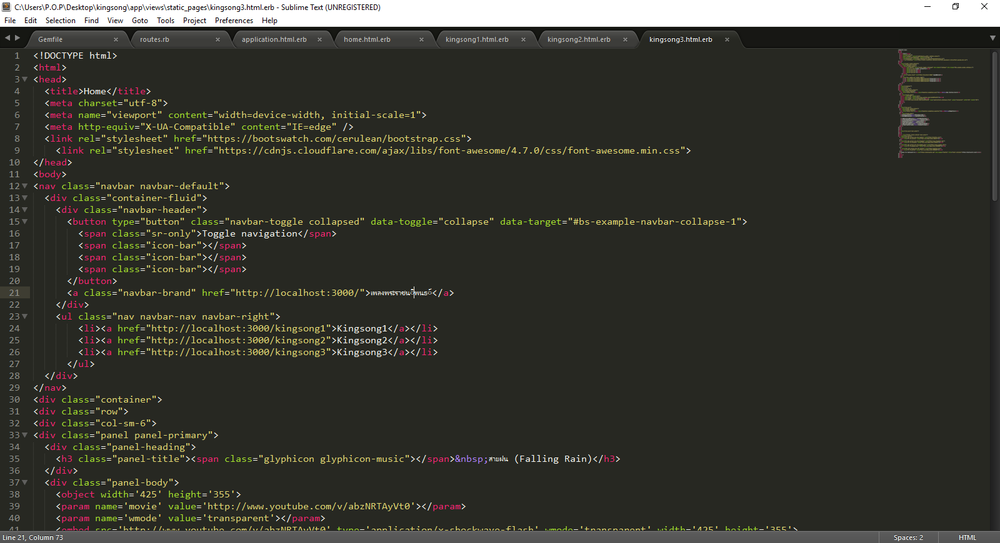 C:\Users\P.O.P\Desktop\kingsong\app\views\static_pages\kingsong3.html.erb - Sublime Text (UNREGISTERED)
File Edit Selection Find View Goto Tools Project Preferences Help
Gemfile routes.rb application.html.erb home.html.erb kingsong1.html.erb kingsong2.html.erb kingsong3.html.erb
1 <!DOCTYPE html>
2 <html>
3 <head>
4 <title>Home</title>
5 <meta charset="utf-8">
6 <meta name="viewport" content="width=device-width, initial-scale=1">
7 <meta http-equiv="X-UA-Compatible" content="IE=edge" />
8 <link rel="stylesheet" href="https://bootswatch.com/cerulean/bootstrap.css">
9 <link rel="stylesheet" href="https://cdnjs.cloudflare.com/ajax/libs/font-awesome/4.7.0/css/font-awesome.min.css">
10 </head>
11 <body>
12 <nav class="navbar navbar-default">
13 <div class="container-fluid">
14 <div class="navbar-header">
15 <button type="button" class="navbar-toggle collapsed" data-toggle="collapse" data-target="#bs-example-navbar-collapse-1">
16 <span class="sr-only">Toggle navigation</span>
17 <span class="icon-bar"></span>
18 <span class="icon-bar"></span>
19 <span class="icon-bar"></span>
20 </button>
21 <a class="navbar-brand" href="http://localhost:3000/">เพลงพระราชนิพนธ์</a>
22 </div>
23 <ul class="nav navbar-nav navbar-right">
24 <li><a href="http://localhost:3000/kingsong1">Kingsong1</a></li>
25 <li><a href="http://localhost:3000/kingsong2">Kingsong2</a></li>
26 <li><a href="http://localhost:3000/kingsong3">Kingsong3</a></li>
27 </ul>
28 </div>
29 </nav>
30 <div class="container">
31 <div class="row">
32 <div class="col-sm-6">
33 <div class="panel panel-primary">
34 <div class="panel-heading">
35 <h3 class="panel-title"><span class="glyphicon glyphicon-music"></span>&nbsp;สายฝน (Falling Rain)</h3>
36 </div>
37 <div class="panel-body">
38 <object width='425' height='355'>
39 <param name='movie' value='http://www.youtube.com/v/abzNRTAyVt0'></param>
40 <param name='wmode' value='transparent'></param>
41 <embed src='http://www.youtube.com/v/abzNRTAyVt0' type='application/x-shockwave-flash' wmode='transparent' width='425' height='355'>
Line 21, Column 73 Spaces: 2 HTML